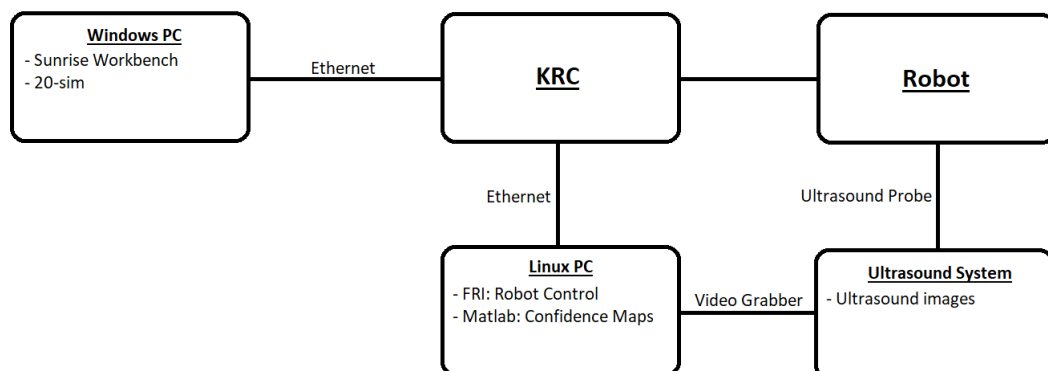 Windows PC
- Sunrise Workbench
- 20-sim
Ethernet
KRC
Robot
Ethernet
Ultrasound Probe
Linux PC
- FRI: Robot Control
- Matlab: Confidence Maps
Video Grabber
Ultrasound System
- Ultrasound images